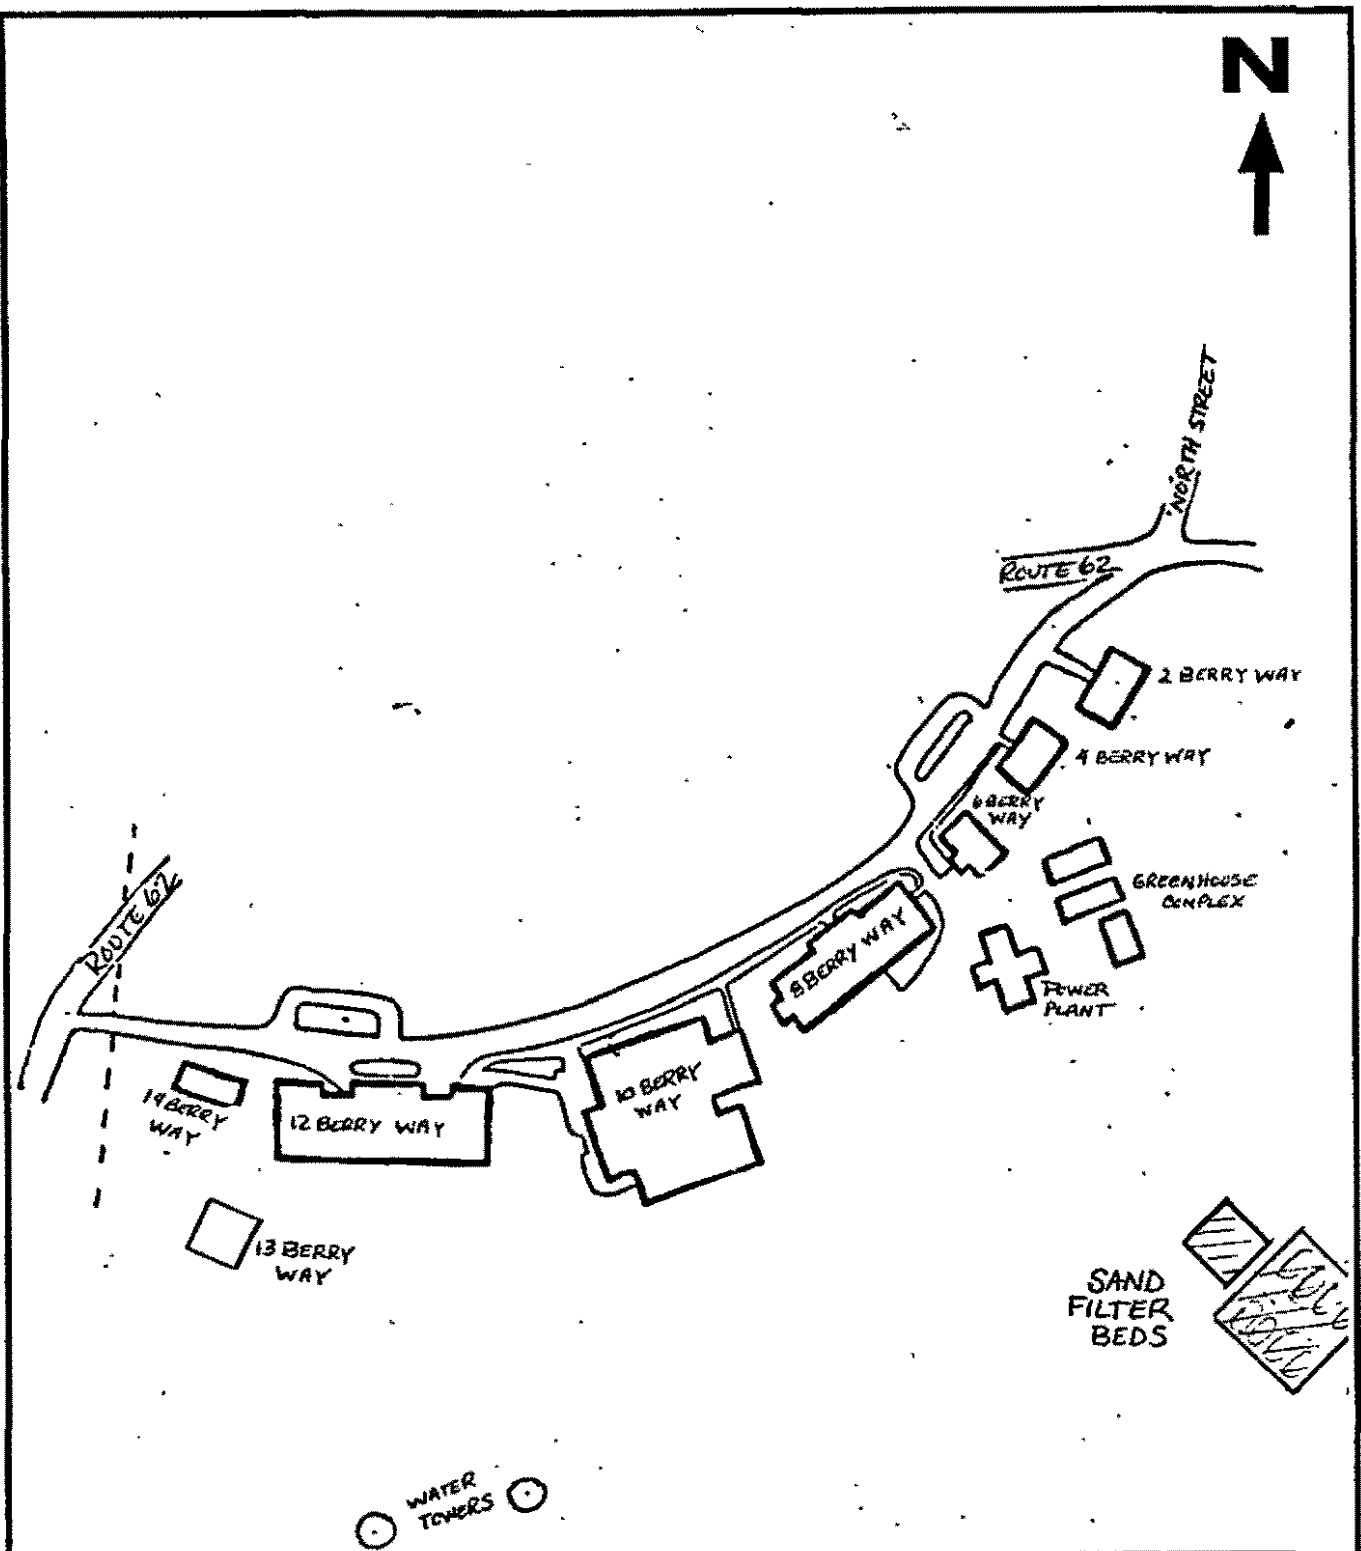 N
NORTH STREET
ROUTE 62
2 BERRY WAY
4 BERRY WAY
6 BERRY
WAY
ROUTE 62
GREENHOUSE
COMPLEX
8 BERRY WAY
POWER
PLANT
10 BERRY
WAY
14 BERRY
WAY
12 BERRY WAY
13 BERRY
WAY
SAND
FILTER
BEDS
WATER
TOWERS